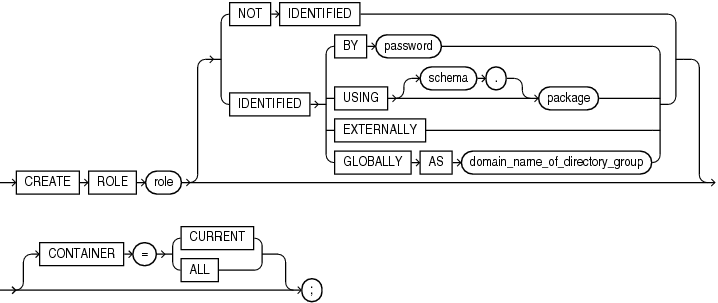 NOT IDENTIFIED
BY password
schema .
IDENTIFIED USING package
EXTERNALLY
GLOBALLY AS domain_name_of_directory_group
CREATE ROLE role
CURRENT
CONTAINER =
ALL
;